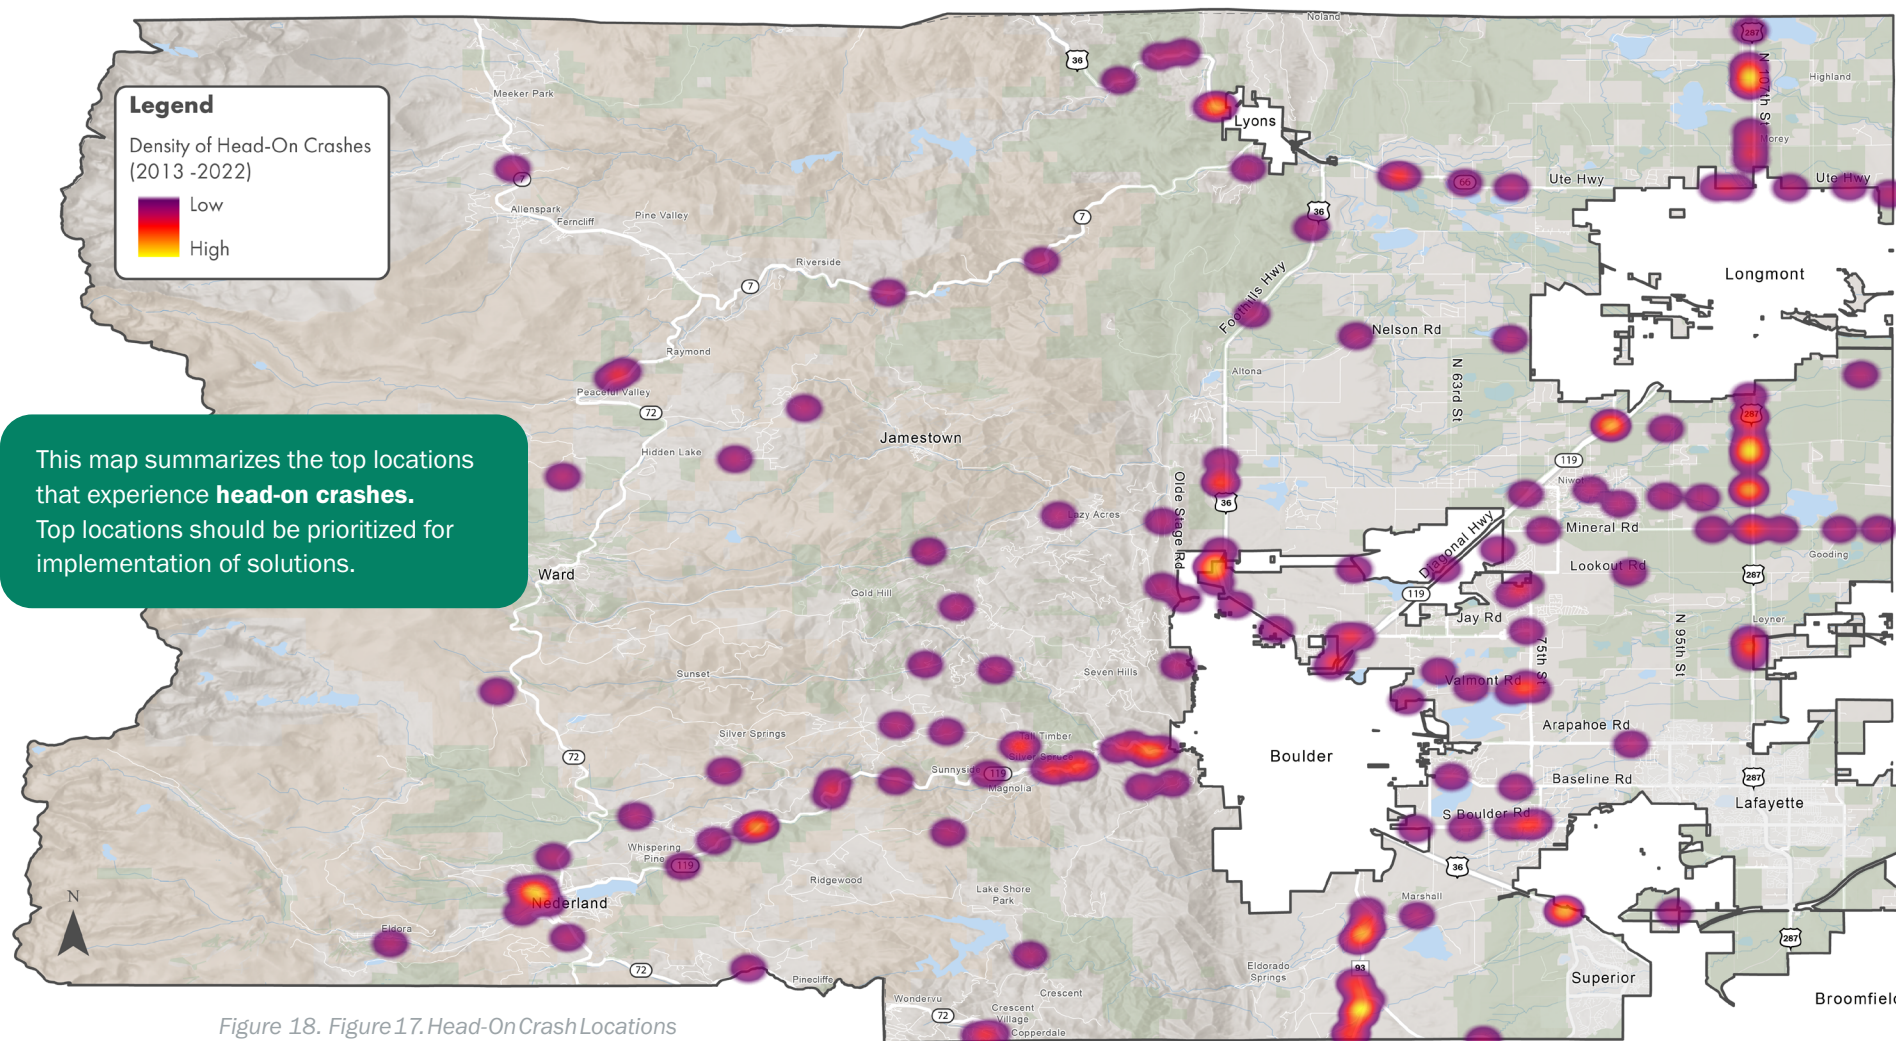 Legend
Density of Head-On Crashes
(2013 -2022)
Low
High
This map summarizes the top locations
that experience head-on crashes.
Top locations should be prioritized for
implementation of solutions.
Noland
36
287
N 107th St
Highland
Meeker Park
Lyons
Morey
7
66
Ute Hwy
Ute Hwy
Allenspark
Ferncliff
Pine Valley
7
36
Riverside
7
Foothills Hwy
Longmont
Nelson Rd
Raymond
Altona
N 63rd St
Peaceful Valley
72
287
Jamestown
Hidden Lake
119
Olde Stage Rd
Niwot
36
Lazy Acres
Diagonal Hwy
Mineral Rd
Gooding
Lookout Rd
Ward
287
Gold Hill
119
Jay Rd
Leyner
75th St
N 95th St
Sunset
Seven Hills
Valmont Rd
Silver Springs
Tall Timber
Arapahoe Rd
72
Silver Spruce
Boulder
Sunnyside
119
Magnolia
Baseline Rd
287
Lafayette
S Boulder Rd
Whispering
Pine
119
36
Ridgewood
Lake Shore
Park
Marshall
N
Nederland
Eldora
287
72
Pinecliffe
Eldorado
Springs
93
Superior
Wondervu
Crescent
Broomfiel
72
Crescent
Village
Copperdale
Figure 18. Figure 17. Head-On Crash Locations